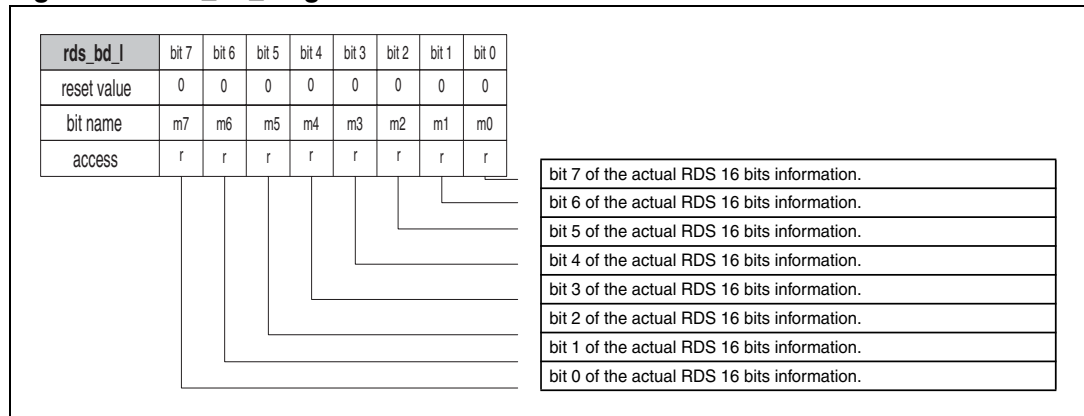 rds_bd_l bit 7 bit 6 bit 5 bit 4 bit 3 bit 2 bit 1 bit 0
reset value 0 0 0 0 0 0 0 0
bit name m7 m6 m5 m4 m3 m2 m1 m0
access r r r r r r r r
bit 7 of the actual RDS 16 bits information.
bit 6 of the actual RDS 16 bits information.
bit 5 of the actual RDS 16 bits information.
bit 4 of the actual RDS 16 bits information.
bit 3 of the actual RDS 16 bits information.
bit 2 of the actual RDS 16 bits information.
bit 1 of the actual RDS 16 bits information.
bit 0 of the actual RDS 16 bits information.